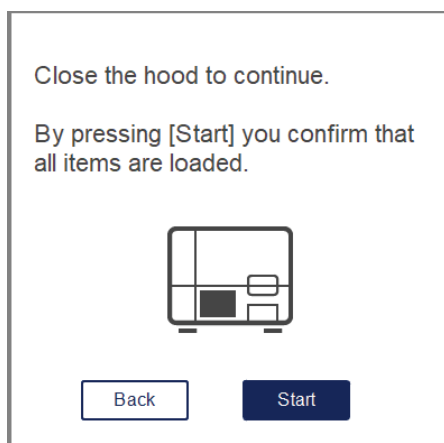 Close the hood to continue.
By pressing [Start] you confirm that
all items are loaded.
Back
Start